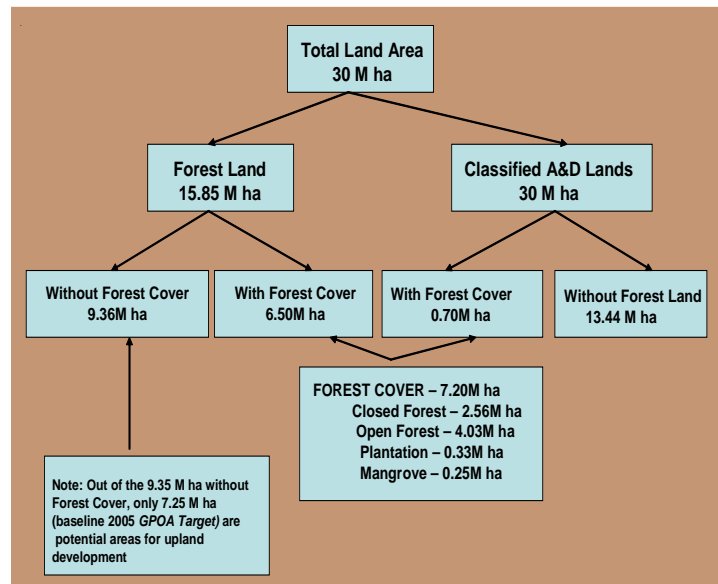 Total Land Area
30 M ha
Forest Land
15.85 M ha
Classified A&D Lands
30 M ha
Without Forest Cover
9.36M ha
With Forest Cover
6.50M ha
With Forest Cover
0.70M ha
Without Forest Land
13.44 M ha
FOREST COVER – 7.20M ha
Closed Forest – 2.56M ha
Open Forest – 4.03M ha
Plantation – 0.33M ha
Mangrove – 0.25M ha
Note: Out of the 9.35 M ha without
Forest Cover, only 7.25 M ha
(baseline 2005 GPOA Target) are
potential areas for upland
development